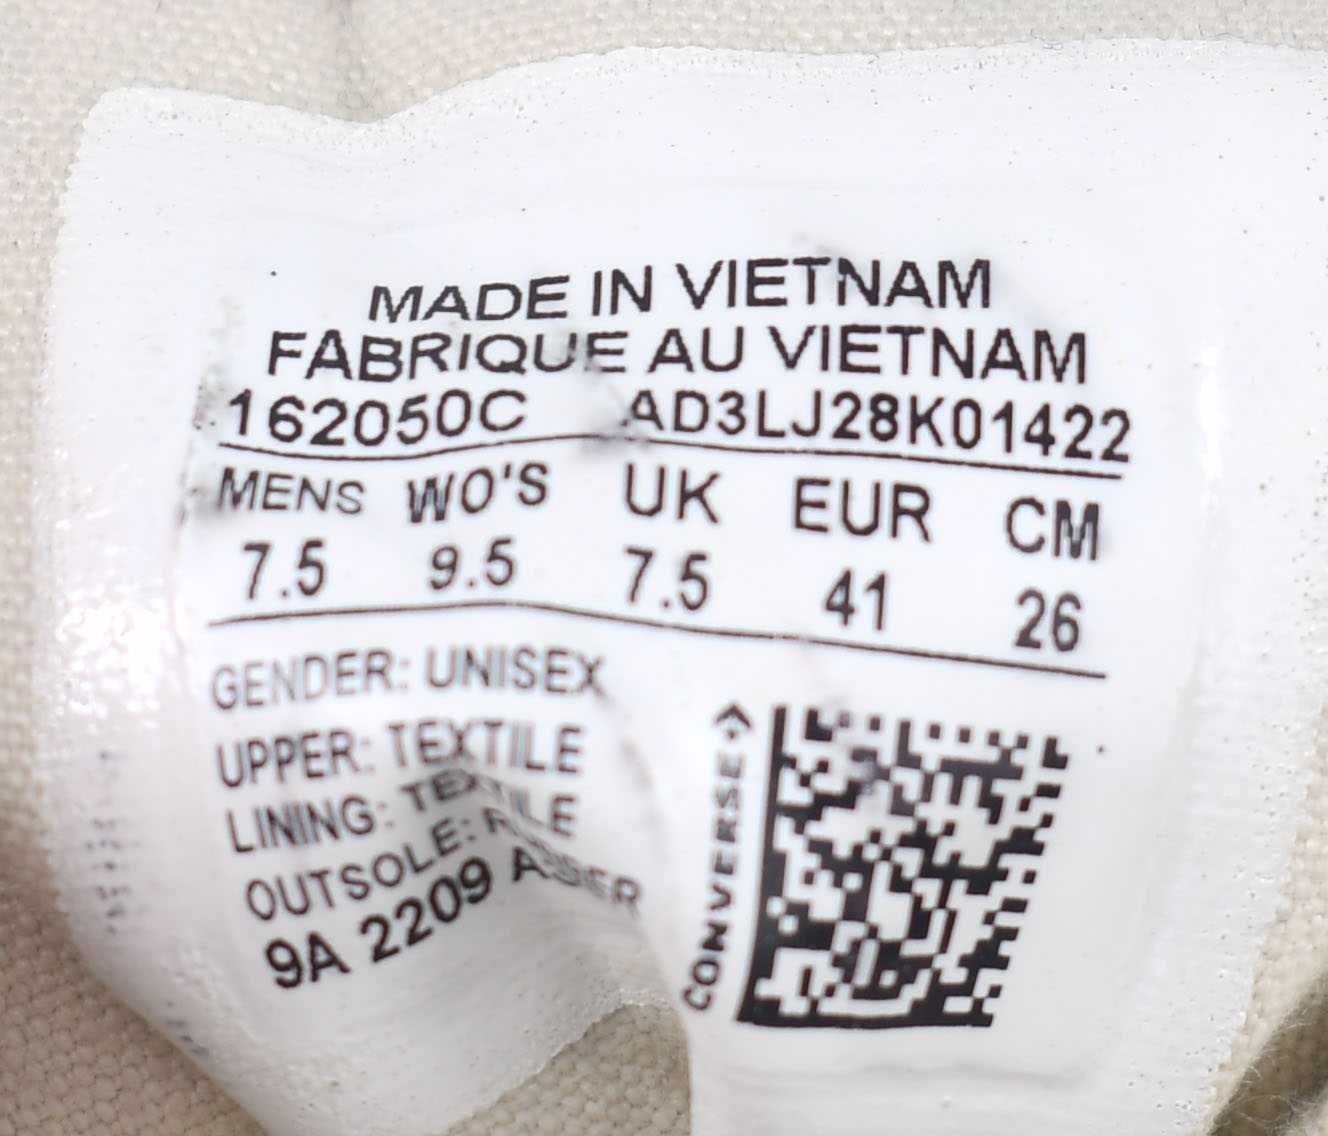 MADE IN VIETNAM
FABRIQUE AU VIETNAM
162050C AD3LJ28K01422
MENS WO'S UK EUR CM
7.5 9.5 7.5 41 26
GENDER: UNISEX
UPPER: TEXTILE
LINING: TEXTILE
OUTSOLE:
9A 2209
CONVERSE